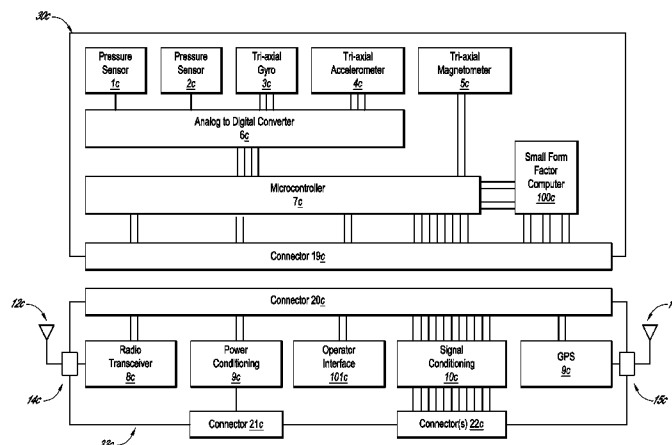 30c
Pressure
Sensor
1c
Pressure
Sensor
2c
Tri-axial
Gyro
3c
Tri-axial
Accelerometer
4c
Tri-axial
Magnetometer
5c
Analog to Digital Converter
6c
Small Form
Factor
Computer
100c
Microcontroller
7c
Connector 19c
12c
Connector 20c
Radio
Transceiver
8c
Power
Conditioning
9c
Operator
Interface
101c
Signal
Conditioning
10c
GPS
9c
14c
15c
Connector 21c
Connector(s) 22c